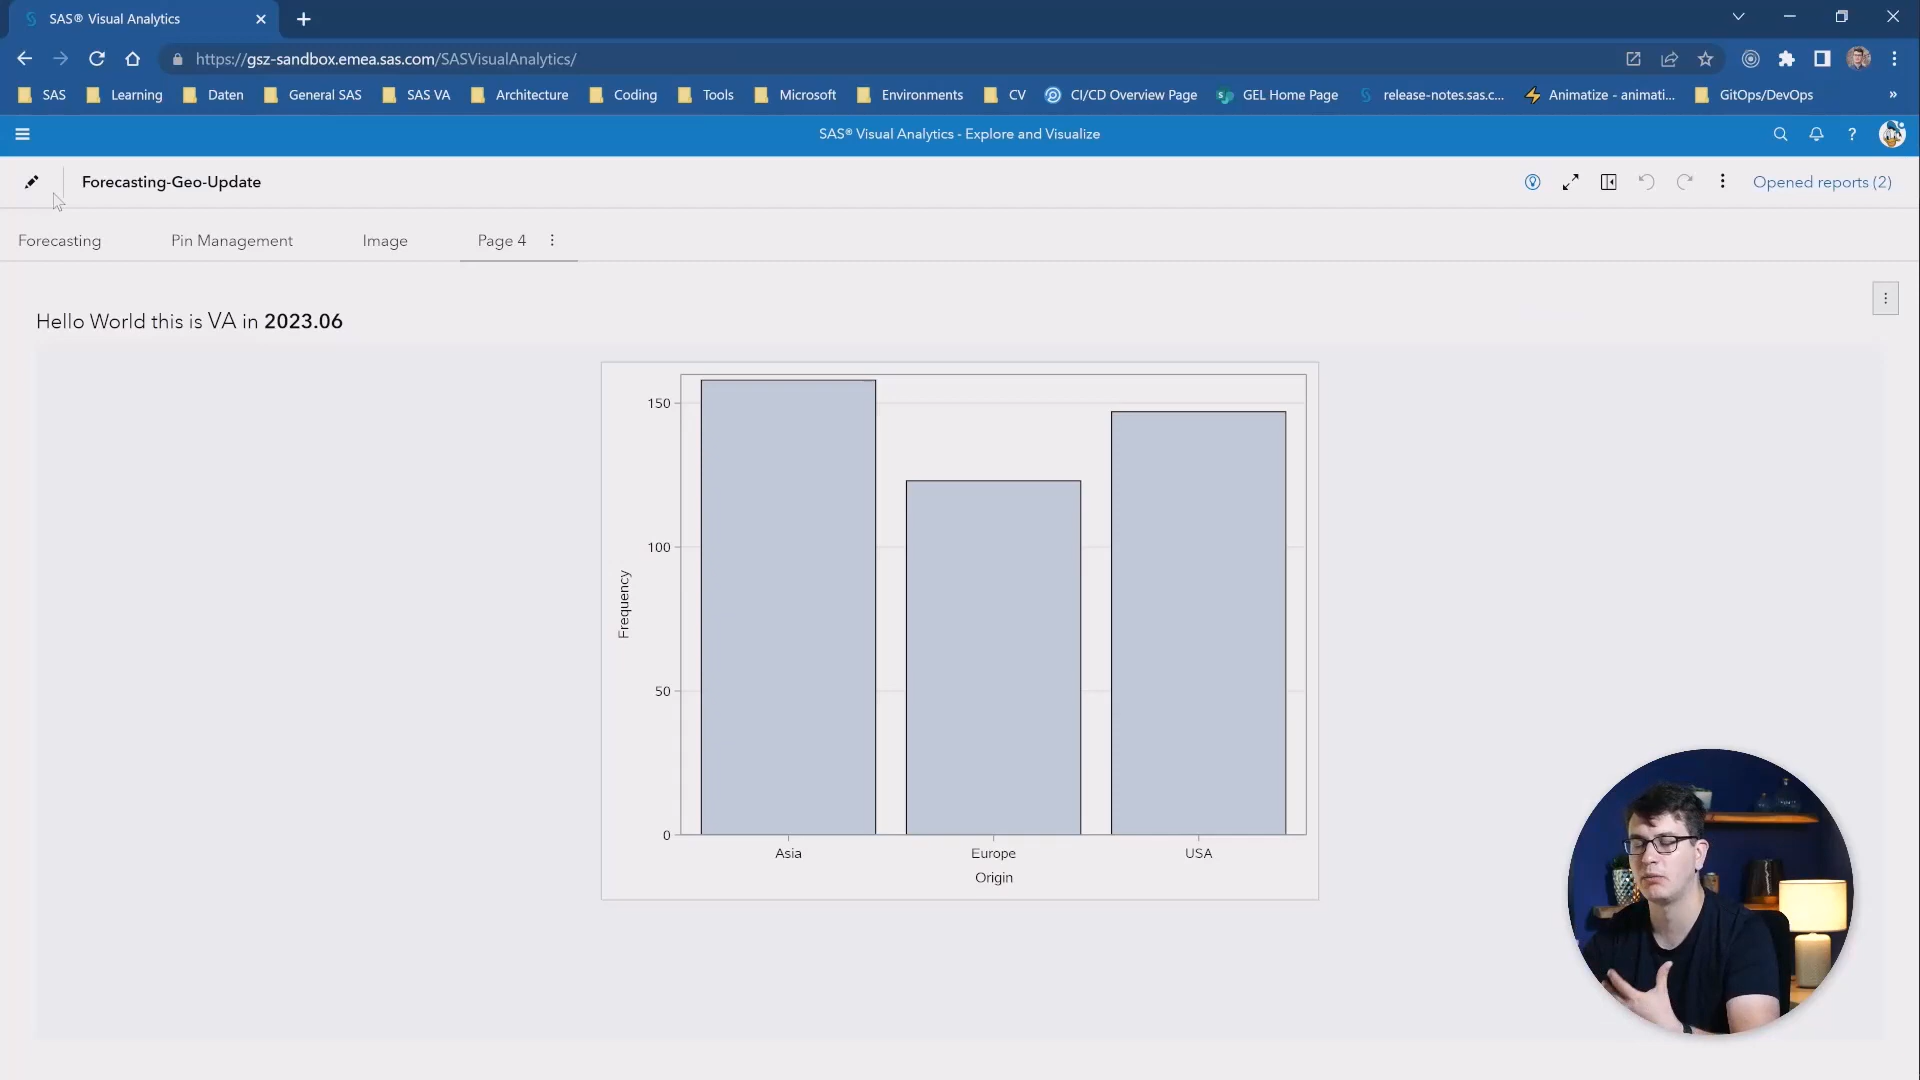 SAS® Visual Analytics
https://gsz-sandbox.emea.sas.com/SASVisualAnalytics/
SAS Learning Daten General SAS SAS VA Architecture Coding Tools Microsoft Environments CV CI/CD Overview Page GEL Home Page release-notes.sas.c... Animatize - animati... GitOps/DevOps »
SAS® Visual Analytics - Explore and Visualize
Forecasting-Geo-Update
Opened reports (2)
Forecasting Pin Management Image Page 4
Hello World this is VA in 2023.06
150
100
50
0
Frequency
Asia Europe USA
Origin